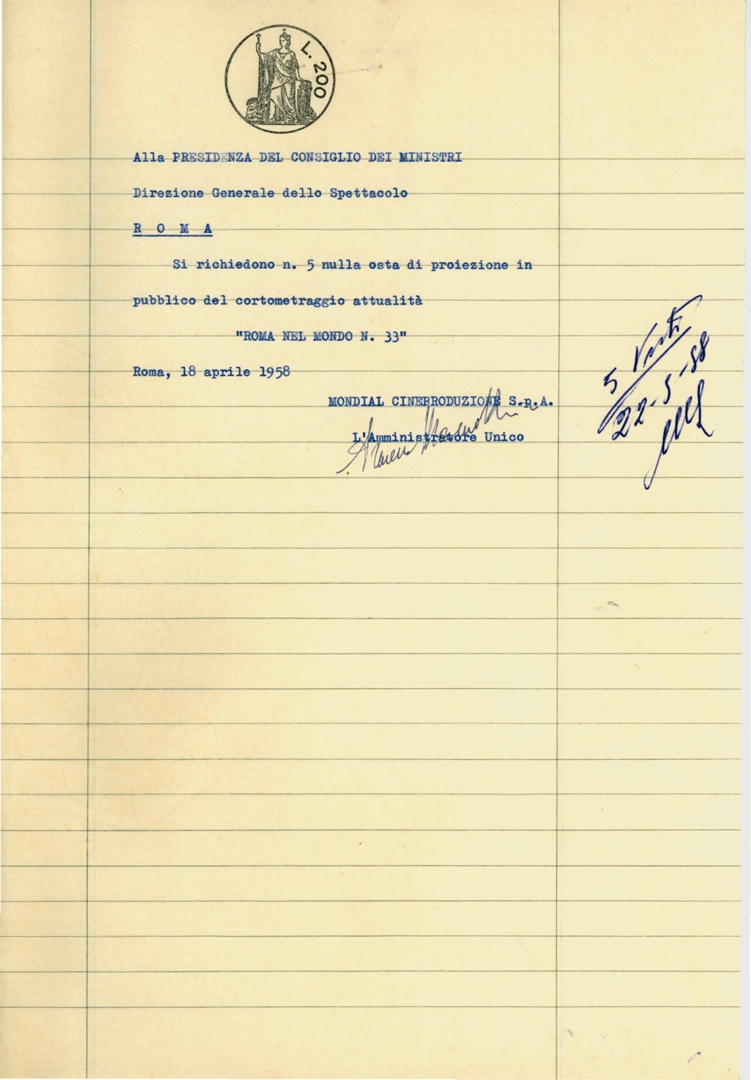 L. 200
Alla PRESIDENZA DEL CONSIGLIO DEI MINISTRI
Direzione Generale dello Spettacolo
R O M A
Si richiedono n. 5 nulla osta di proiezione in
pubblico del cortometraggio attualità
"ROMA NEL MONDO N. 33"
Roma, 18 aprile 1958
MONDIAL CINEPRODUZIONE S.p.A.
L'Amministratore Unico
5 Visti
22-5-58